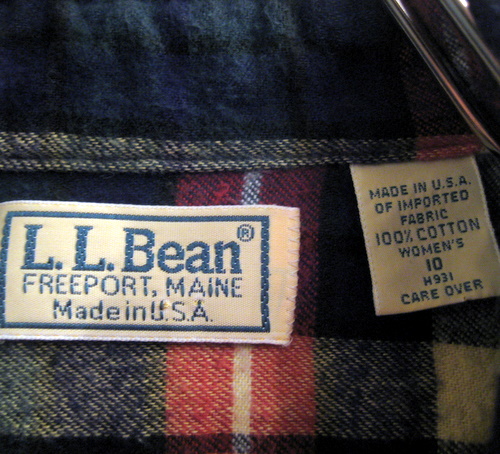 L.L.Bean®
FREEPORT, MAINE
Made in U.S.A.
MADE IN U.S.A.
OF IMPORTED
FABRIC
100% COTTON
WOMEN'S
10
H931
CARE OVER